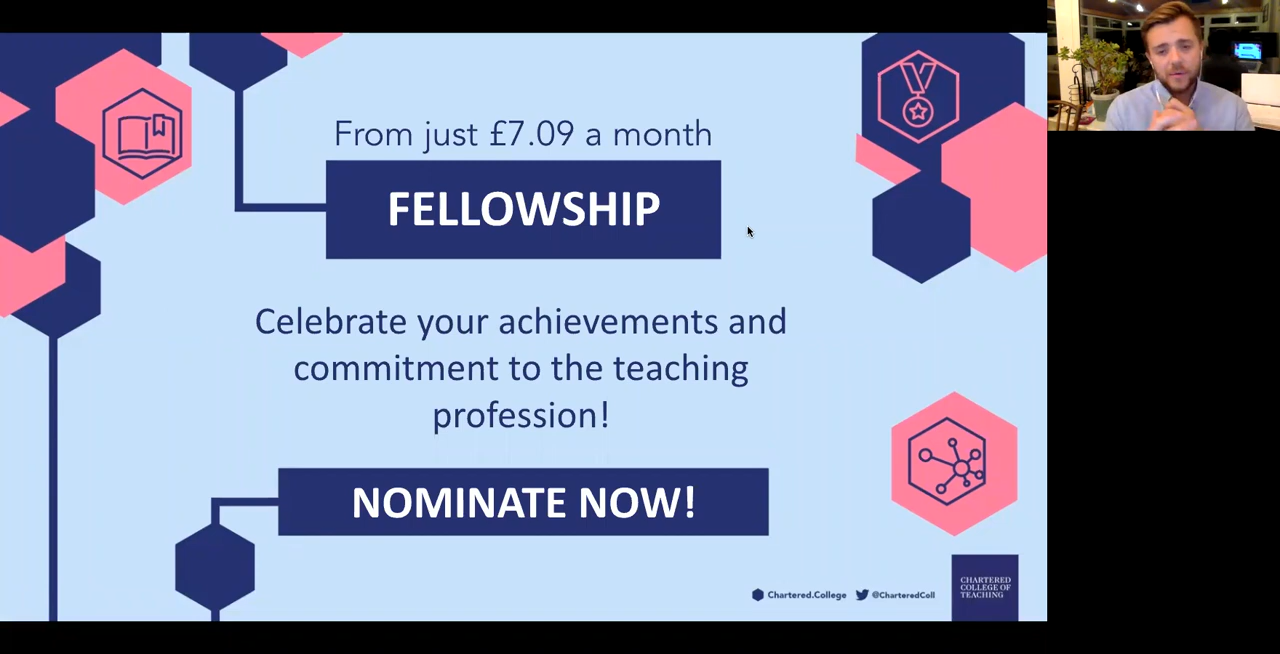 From just £7.09 a month
FELLOWSHIP
Celebrate your achievements and
commitment to the teaching
profession!
NOMINATE NOW!
Chartered.College @CharteredColl
CHARTERED
COLLEGE OF
TEACHING